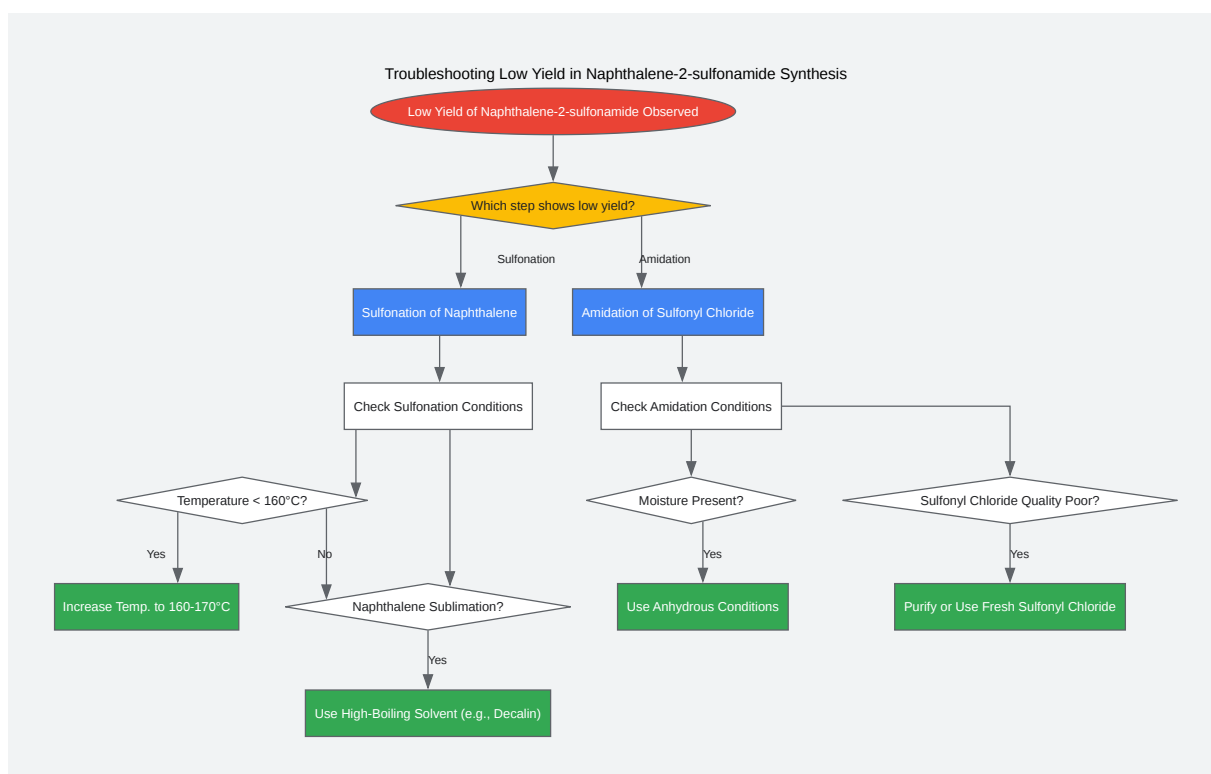 Troubleshooting Low Yield in Naphthalene-2-sulfonamide Synthesis
Low Yield of Naphthalene-2-sulfonamide Observed
Which step shows low yield?
Sulfonation
Amidation
Sulfonation of Naphthalene
Amidation of Sulfonyl Chloride
Check Sulfonation Conditions
Check Amidation Conditions
Temperature < 160°C?
Moisture Present?
Sulfonyl Chloride Quality Poor?
Yes
No
Yes
Yes
Increase Temp. to 160-170°C
Naphthalene Sublimation?
Use Anhydrous Conditions
Purify or Use Fresh Sulfonyl Chloride
Yes
Use High-Boiling Solvent (e.g., Decalin)